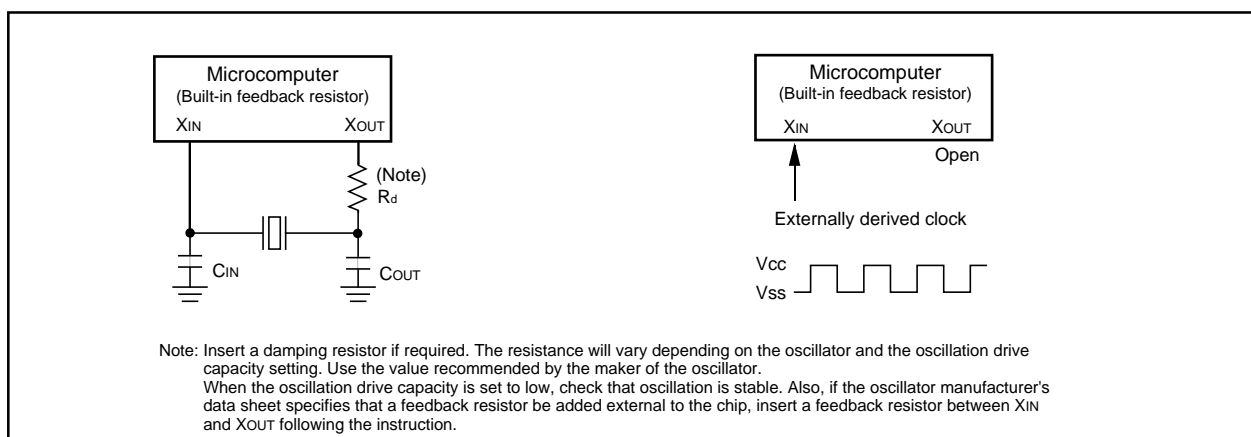 Microcomputer
(Built-in feedback resistor)
XIN XOUT
(Note)
Rd
CIN
COUT
Microcomputer
(Built-in feedback resistor)
XIN XOUT
Open
Externally derived clock
Vcc
Vss
Note: Insert a damping resistor if required. The resistance will vary depending on the oscillator and the oscillation drive
capacity setting. Use the value recommended by the maker of the oscillator.
When the oscillation drive capacity is set to low, check that oscillation is stable. Also, if the oscillator manufacturer's
data sheet specifies that a feedback resistor be added external to the chip, insert a feedback resistor between XIN
and XOUT following the instruction.